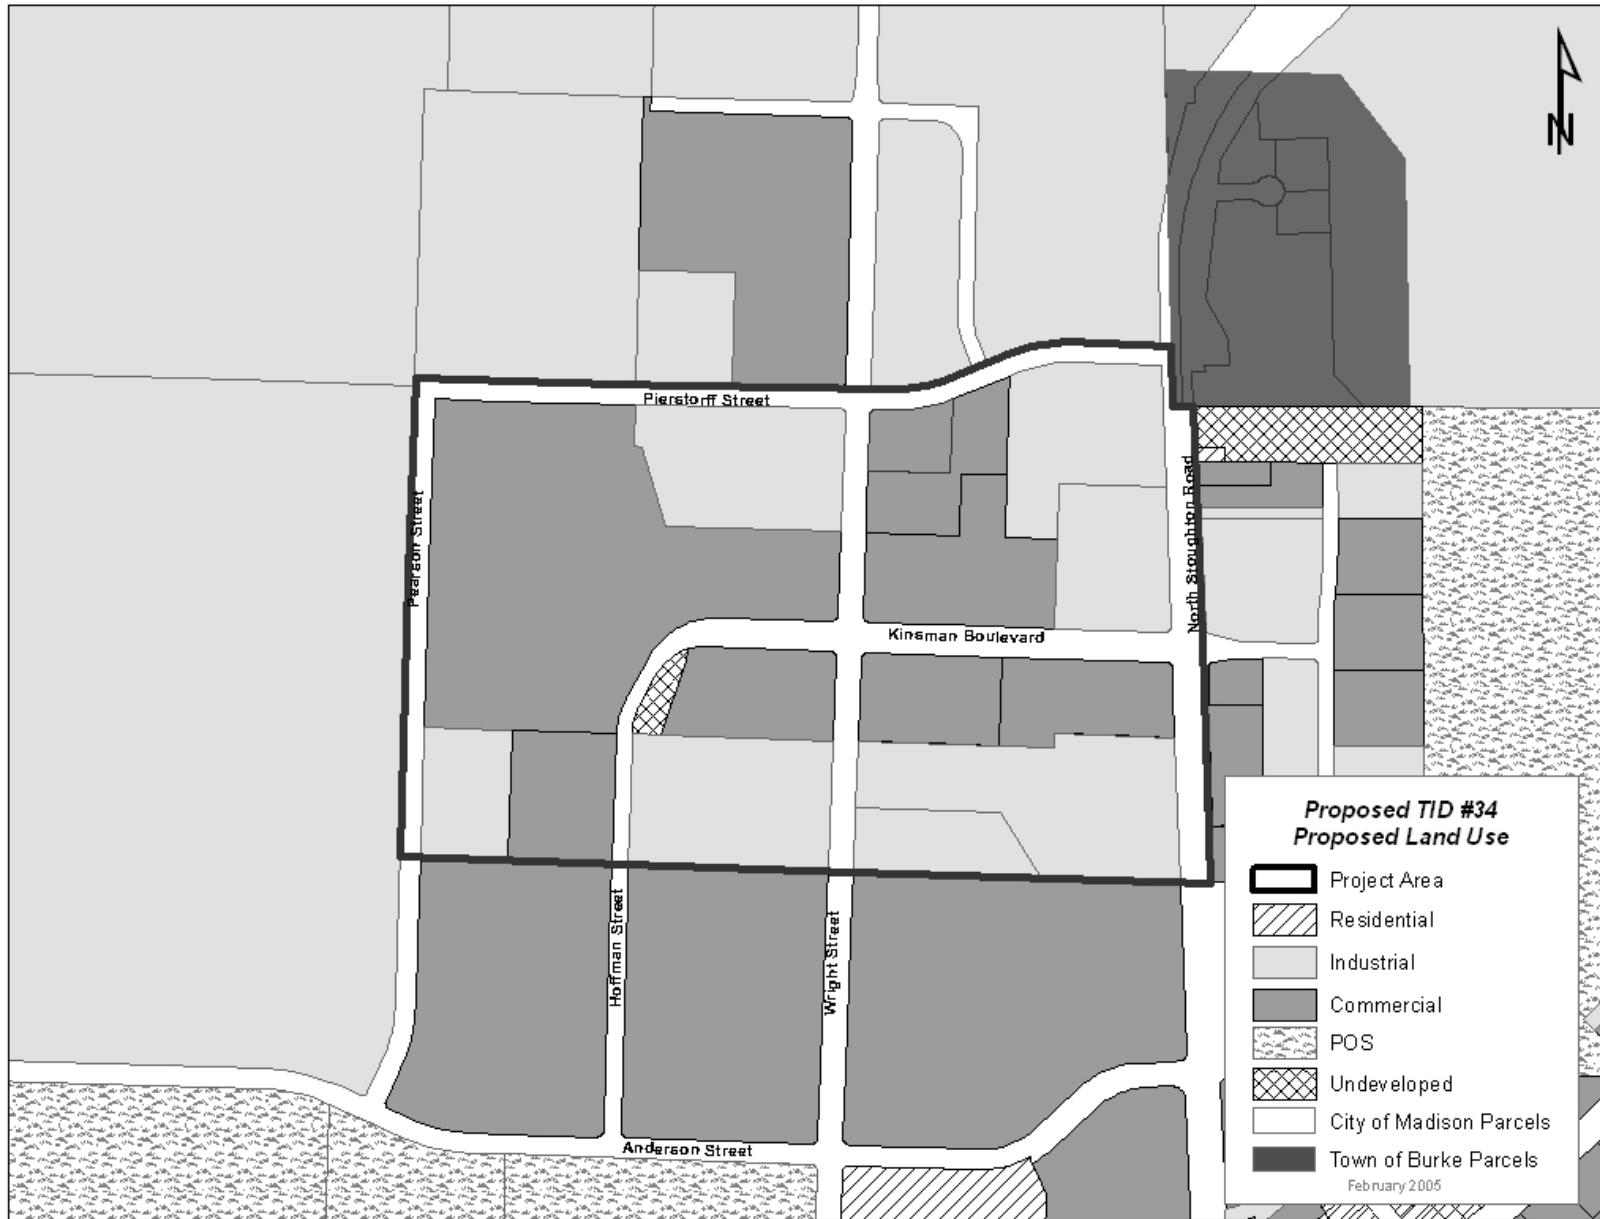 N
Pierstorff Street
Pearson Street
North Stoughton Road
Kinsman Boulevard
Hoffman Street
Wright Street
Anderson Street
Proposed TID #34
Proposed Land Use
Project Area
Residential
Industrial
Commercial
POS
Undeveloped
City of Madison Parcels
Town of Burke Parcels
February 2005